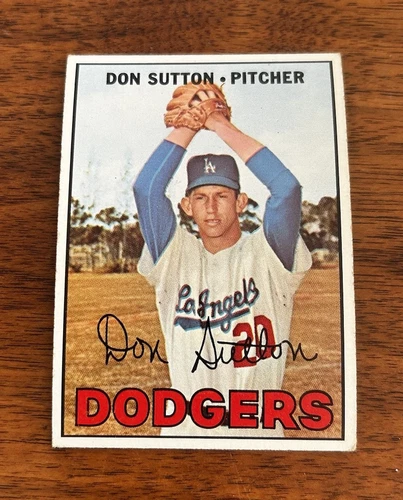 DON SUTTON • PITCHER
LA
Los Angeles
20
Don Sutton
DODGERS